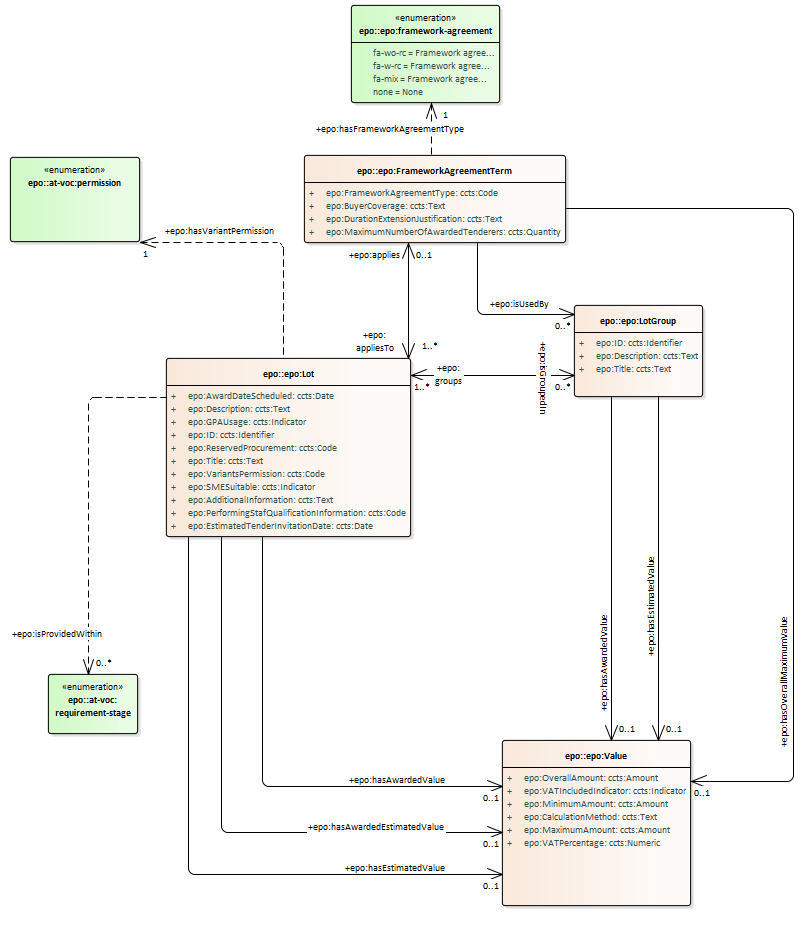 «enumeration»
epo::epo:framework-agreement
fa-wo-rc = Framework agree...
fa-w-rc = Framework agree...
fa-mix = Framework agree...
none = None
1
+epo:hasFrameworkAgreementType
«enumeration»
epo::at-voc:permission
epo::epo:FrameworkAgreementTerm
+ epo:FrameworkAgreementType: ccts:Code
+ epo:BuyerCoverage: ccts:Text
+ epo:DurationExtensionJustification: ccts:Text
+ epo:MaximumNumberOfAwardedTenderers: ccts:Quantity
+epo:hasVariantPermission
1
+epo:applies
0..1
+epo:isUsedBy
0..*
epo::epo:LotGroup
+ epo:ID: ccts:Identifier
+ epo:Description: ccts:Text
+ epo:Title: ccts:Text
+epo:
appliesTo
1..*
+epo:
groups
1..*
+epo:isGroupedIn
0..*
epo::epo:Lot
+ epo:AwardDateScheduled: ccts:Date
+ epo:Description: ccts:Text
+ epo:GPAUsage: ccts:Indicator
+ epo:ID: ccts:Identifier
+ epo:ReservedProcurement: ccts:Code
+ epo:Title: ccts:Text
+ epo:VariantsPermission: ccts:Code
+ epo:SMESuitable: ccts:Indicator
+ epo:AdditionalInformation: ccts:Text
+ epo:PerformingStafQualificationInformation: ccts:Code
+ epo:EstimatedTenderInvitationDate: ccts:Date
+epo:isProvidedWithin
0..*
«enumeration»
epo::at-voc:
requirement-stage
+epo:hasAwardedValue
0..1
+epo:hasEstimatedValue
0..1
+epo:hasOverallMaximumValue
0..1
epo::epo:Value
+ epo:OverallAmount: ccts:Amount
+ epo:VATIncludedIndicator: ccts:Indicator
+ epo:MinimumAmount: ccts:Amount
+ epo:CalculationMethod: ccts:Text
+ epo:MaximumAmount: ccts:Amount
+ epo:VATPercentage: ccts:Numeric
+epo:hasAwardedValue
0..1
+epo:hasAwardedEstimatedValue
0..1
+epo:hasEstimatedValue
0..1